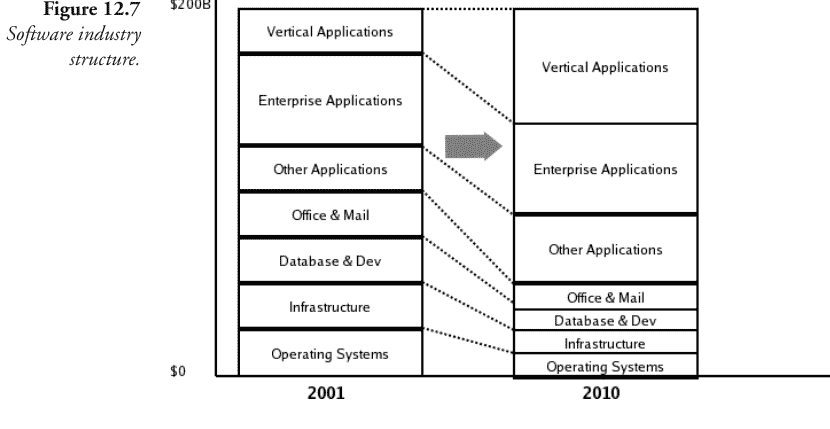 Figure 12.7
Software industry
structure.
$200B
Vertical Applications
Enterprise Applications
Other Applications
Office & Mail
Database & Dev
Infrastructure
Operating Systems
Vertical Applications
Enterprise Applications
Other Applications
Office & Mail
Database & Dev
Infrastructure
Operating Systems
$0
2001
2010